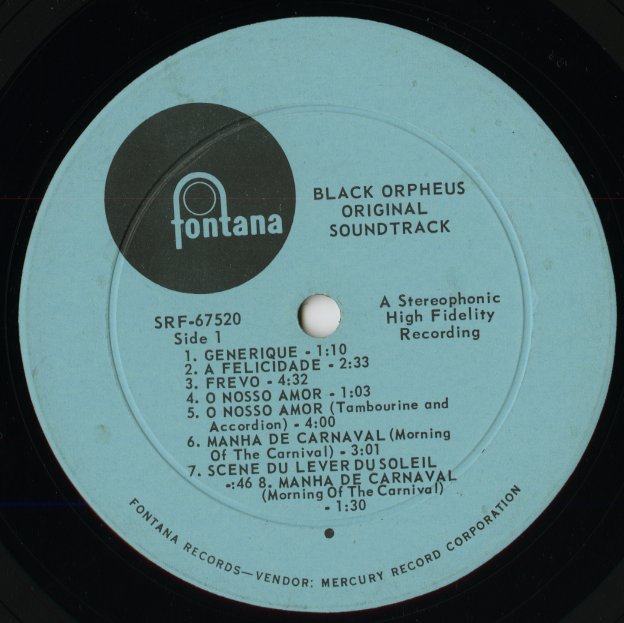 fontana
BLACK ORPHEUS
ORIGINAL
SOUNDTRACK
SRF-67520
Side 1
A Stereophonic
High Fidelity
Recording
1. GENERIQUE - 1:10
2. A FELICIDADE - 2:33
3. FREVO - 4:32
4. O NOSSO AMOR - 1:03
5. O NOSSO AMOR (Tambourine and
Accordion) - 4:00
6. MANHA DE CARNAVAL (Morning
Of The Carnival) - 3:01
7. SCENE DU LEVER DU SOLEIL
-:46 8. MANHA DE CARNAVAL
(Morning Of The Carnival)
- 1:30
FONTANA RECORDS—VENDOR: MERCURY RECORD CORPORATION